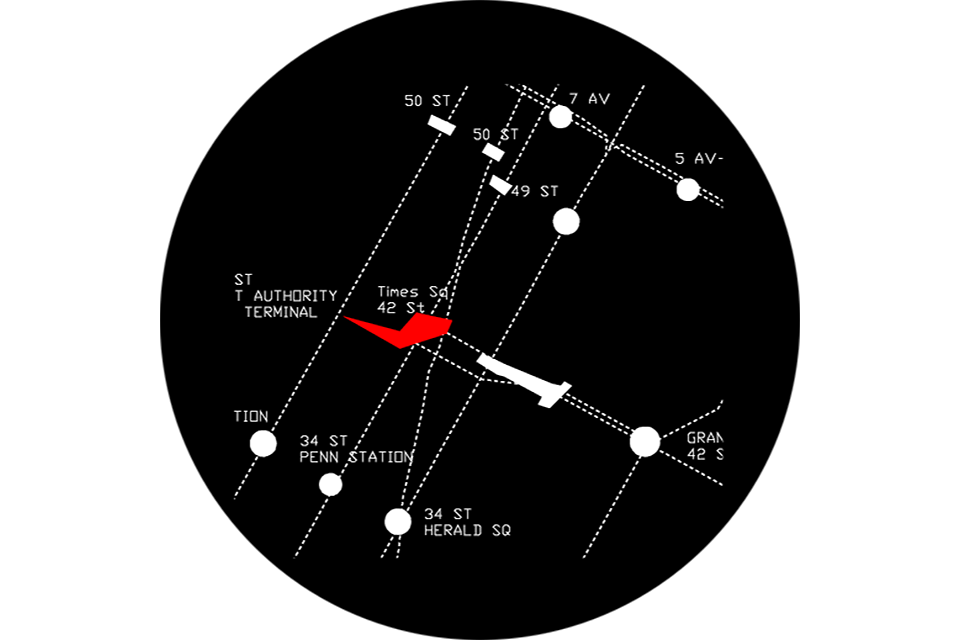 50 ST
7 AV
50 ST
5 AV-
49 ST
ST
T AUTHORITY
TERMINAL
Times Sq
42 St
TION
34 ST
PENN STATION
GRAN
42 S
34 ST
HERALD SQ